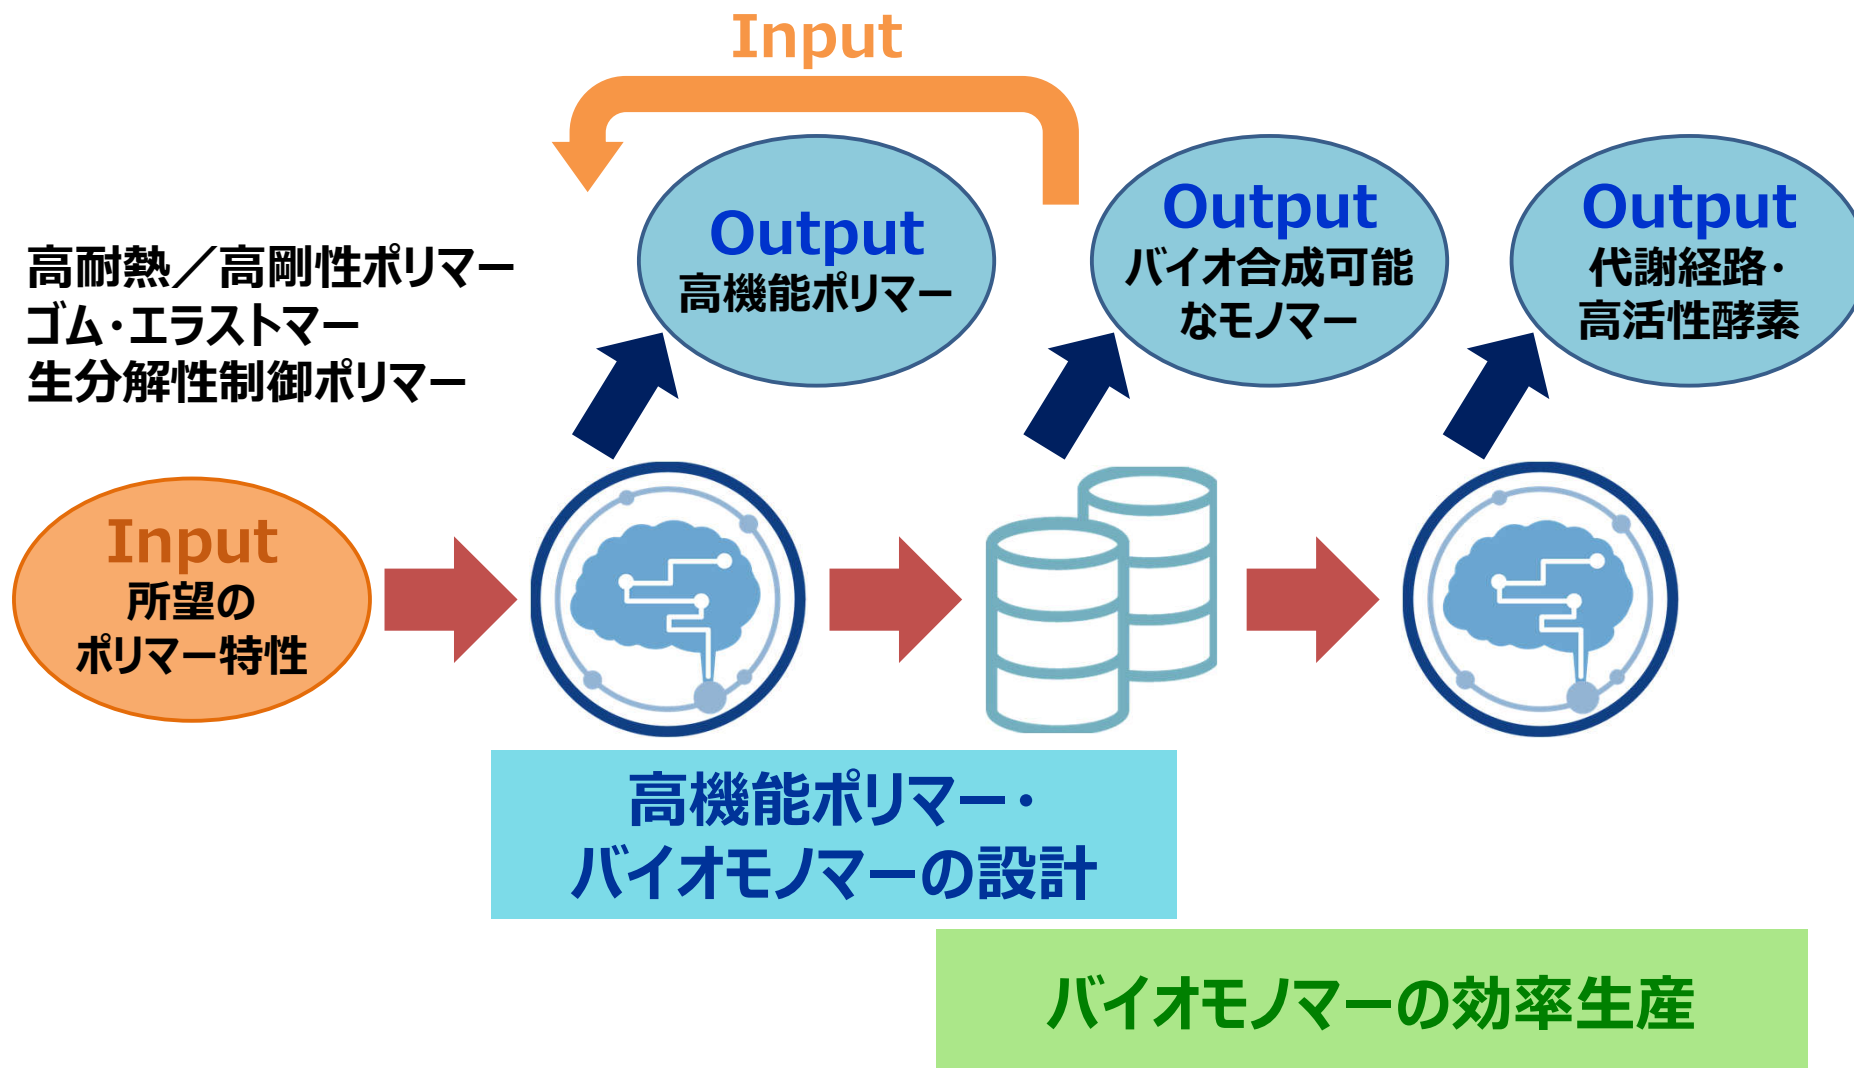 Input
高耐熱／高剛性ポリマー
ゴム・エラストマー
生分解性制御ポリマー
Output
高機能ポリマー
Output
バイオ合成可能
なモノマー
Output
代謝経路・
高活性酵素
Input
所望の
ポリマー特性
高機能ポリマー・
バイオモノマーの設計
バイオモノマーの効率生産